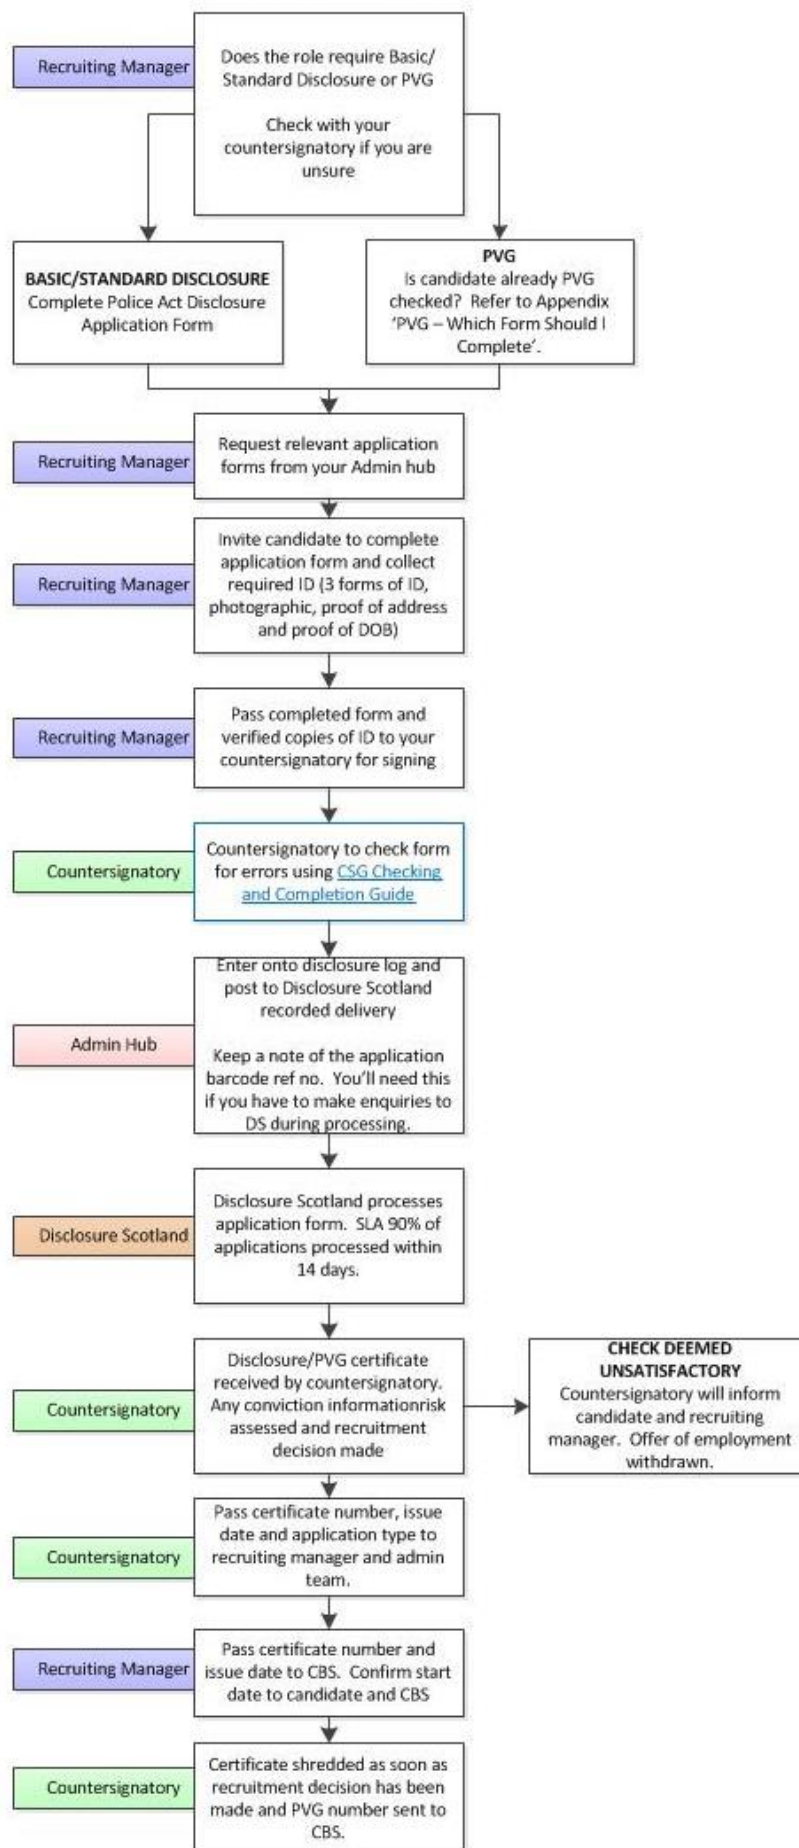 Recruiting Manager
Does the role require Basic/
Standard Disclosure or PVG
Check with your
countersignatory if you are
unsure
BASIC/STANDARD DISCLOSURE
Complete Police Act Disclosure
Application Form
PVG
Is candidate already PVG
checked? Refer to Appendix
‘PVG – Which Form Should I
Complete’.
Recruiting Manager
Request relevant application
forms from your Admin hub
Recruiting Manager
Invite candidate to complete
application form and collect
required ID (3 forms of ID,
photographic, proof of address
and proof of DOB)
Recruiting Manager
Pass completed form and
verified copies of ID to your
countersignatory for signing
Countersignatory
Countersignatory to check form
for errors using CSG Checking
and Completion Guide
Admin Hub
Enter onto disclosure log and
post to Disclosure Scotland
recorded delivery
Keep a note of the application
barcode ref no. You’ll need this
if you have to make enquiries to
DS during processing.
Disclosure Scotland
Disclosure Scotland processes
application form. SLA 90% of
applications processed within
14 days.
Countersignatory
Disclosure/PVG certificate
received by countersignatory.
Any conviction informationrisk
assessed and recruitment
decision made
CHECK DEEMED
UNSATISFACTORY
Countersignatory will inform
candidate and recruiting
manager. Offer of employment
withdrawn.
Countersignatory
Pass certificate number, issue
date and application type to
recruiting manager and admin
team.
Recruiting Manager
Pass certificate number and
issue date to CBS. Confirm start
date to candidate and CBS
Countersignatory
Certificate shredded as soon as
recruitment decision has been
made and PVG number sent to
CBS.